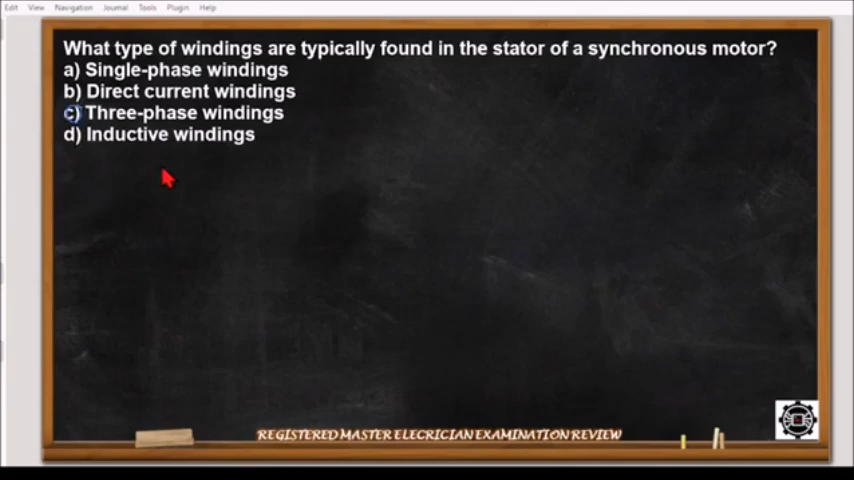 Edit View Navigation Journal Tools Plugin Help
What type of windings are typically found in the stator of a synchronous motor?
a) Single-phase windings
b) Direct current windings
c) Three-phase windings
d) Inductive windings
REGISTERED MASTER ELECRICIAN EXAMINATION REVIEW